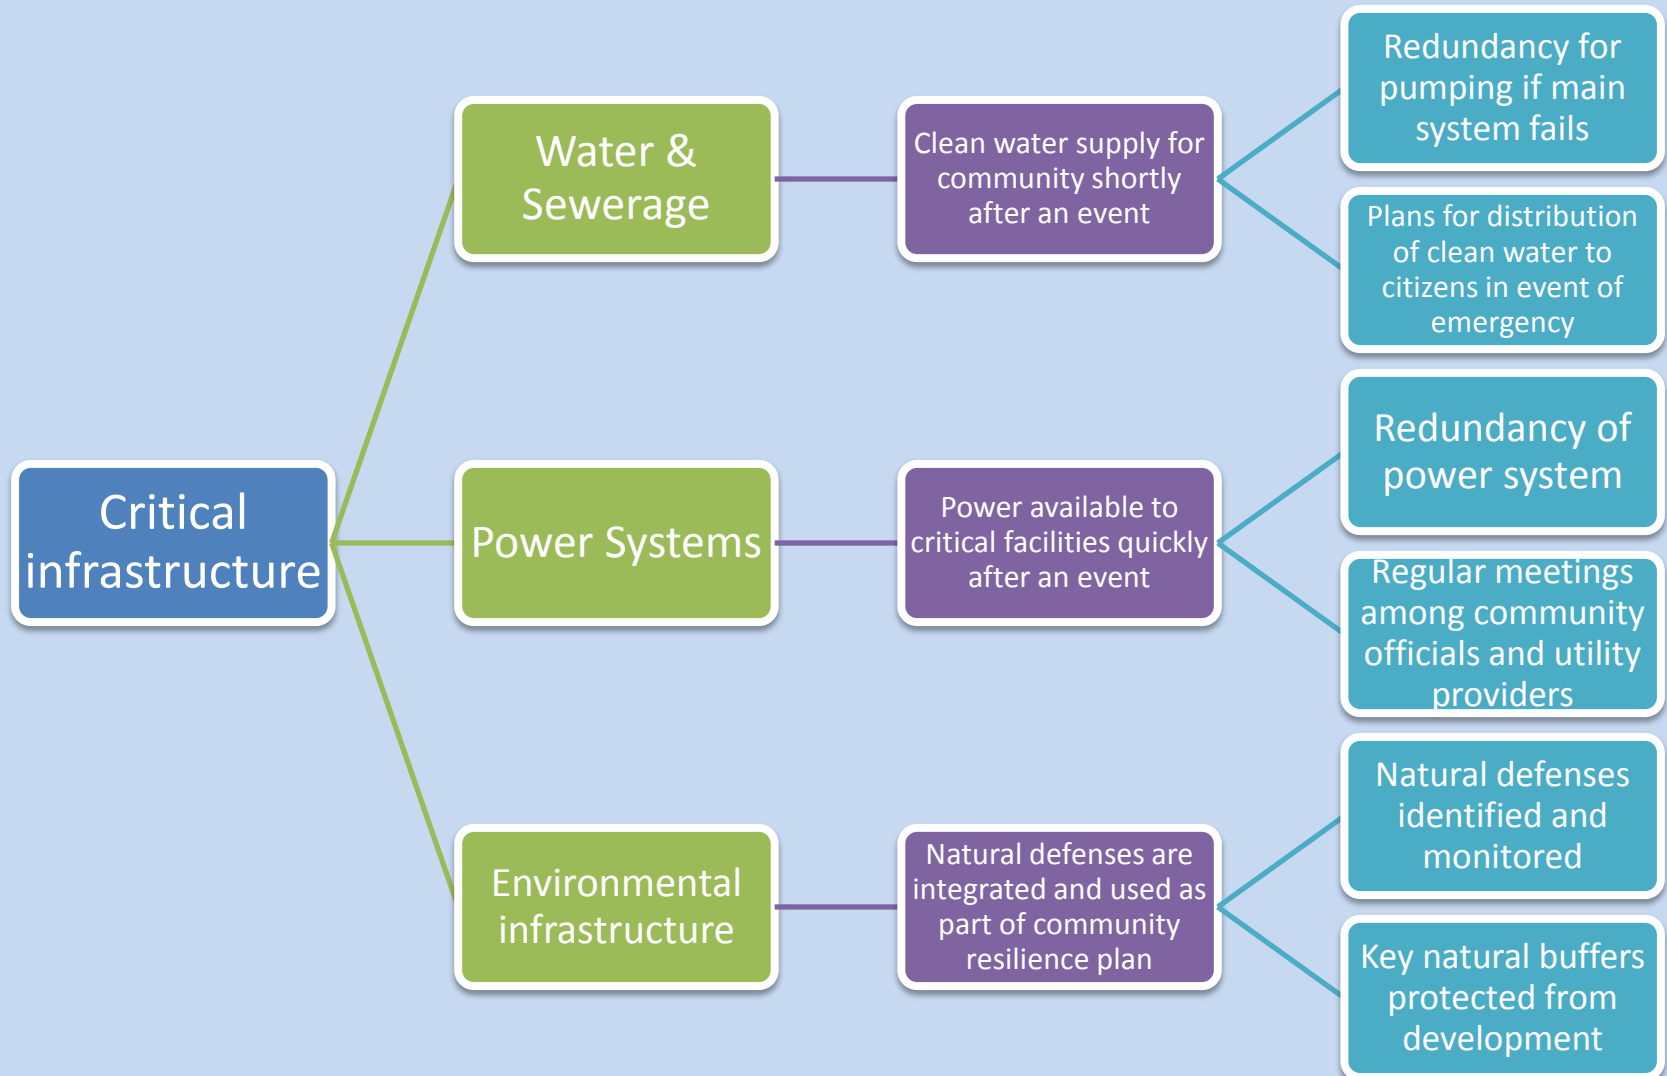 Critical
infrastructure
Water &
Sewerage
Clean water supply for
community shortly
after an event
Redundancy for
pumping if main
system fails
Plans for distribution
of clean water to
citizens in event of
emergency
Power Systems
Power available to
critical facilities quickly
after an event
Redundancy of
power system
Regular meetings
among community
officials and utility
providers
Environmental
infrastructure
Natural defenses are
integrated and used as
part of community
resilience plan
Natural defenses
identified and
monitored
Key natural buffers
protected from
development